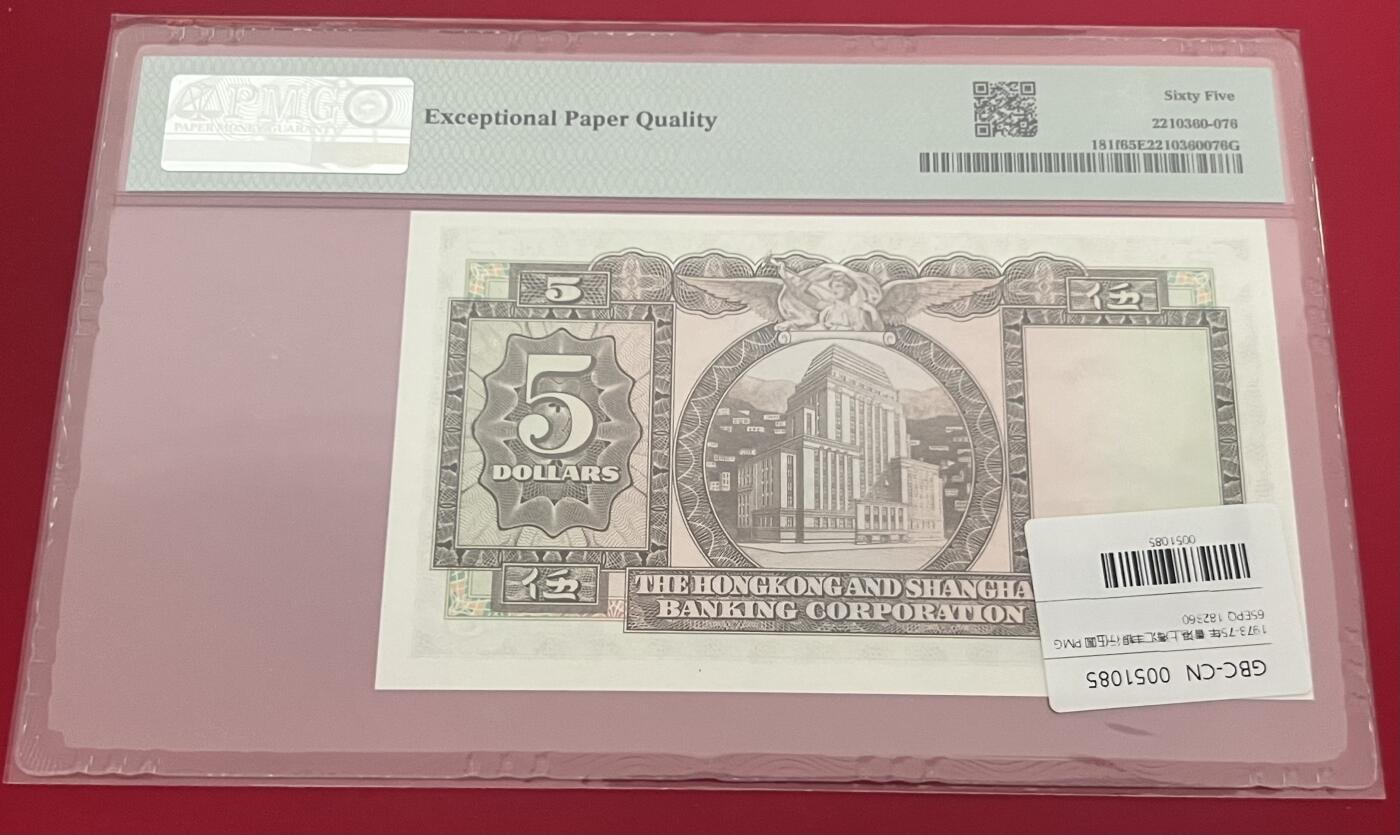 PMG
PAPER MONEY GUARANTY
Exceptional Paper Quality
Sixty Five
2210360-076
181f65E2210360076G
5
伍
5
DOLLARS
伍
THE HONGKONG AND SHANGHA
BANKING CORPORATION
GBC-CN 0051085
1973-75年 香港上海汇丰银行伍圆 PMG
65EPQ 182360
0051085